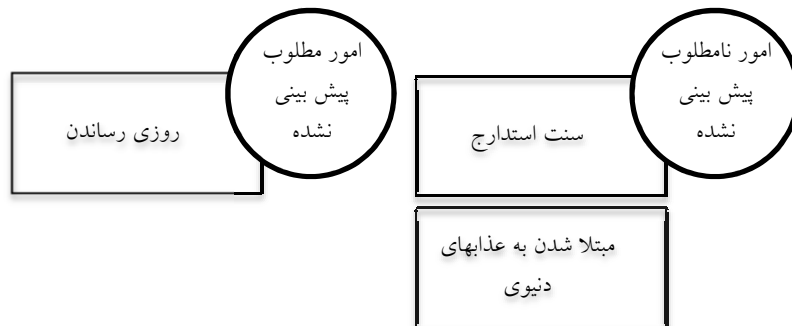 امور نامطلوب
پیش بینی
نشده
سنت استدارج
مبتلا شدن به عذابهای
دنیوی
امور مطلوب
پیش بینی
نشده
روزی رساندن